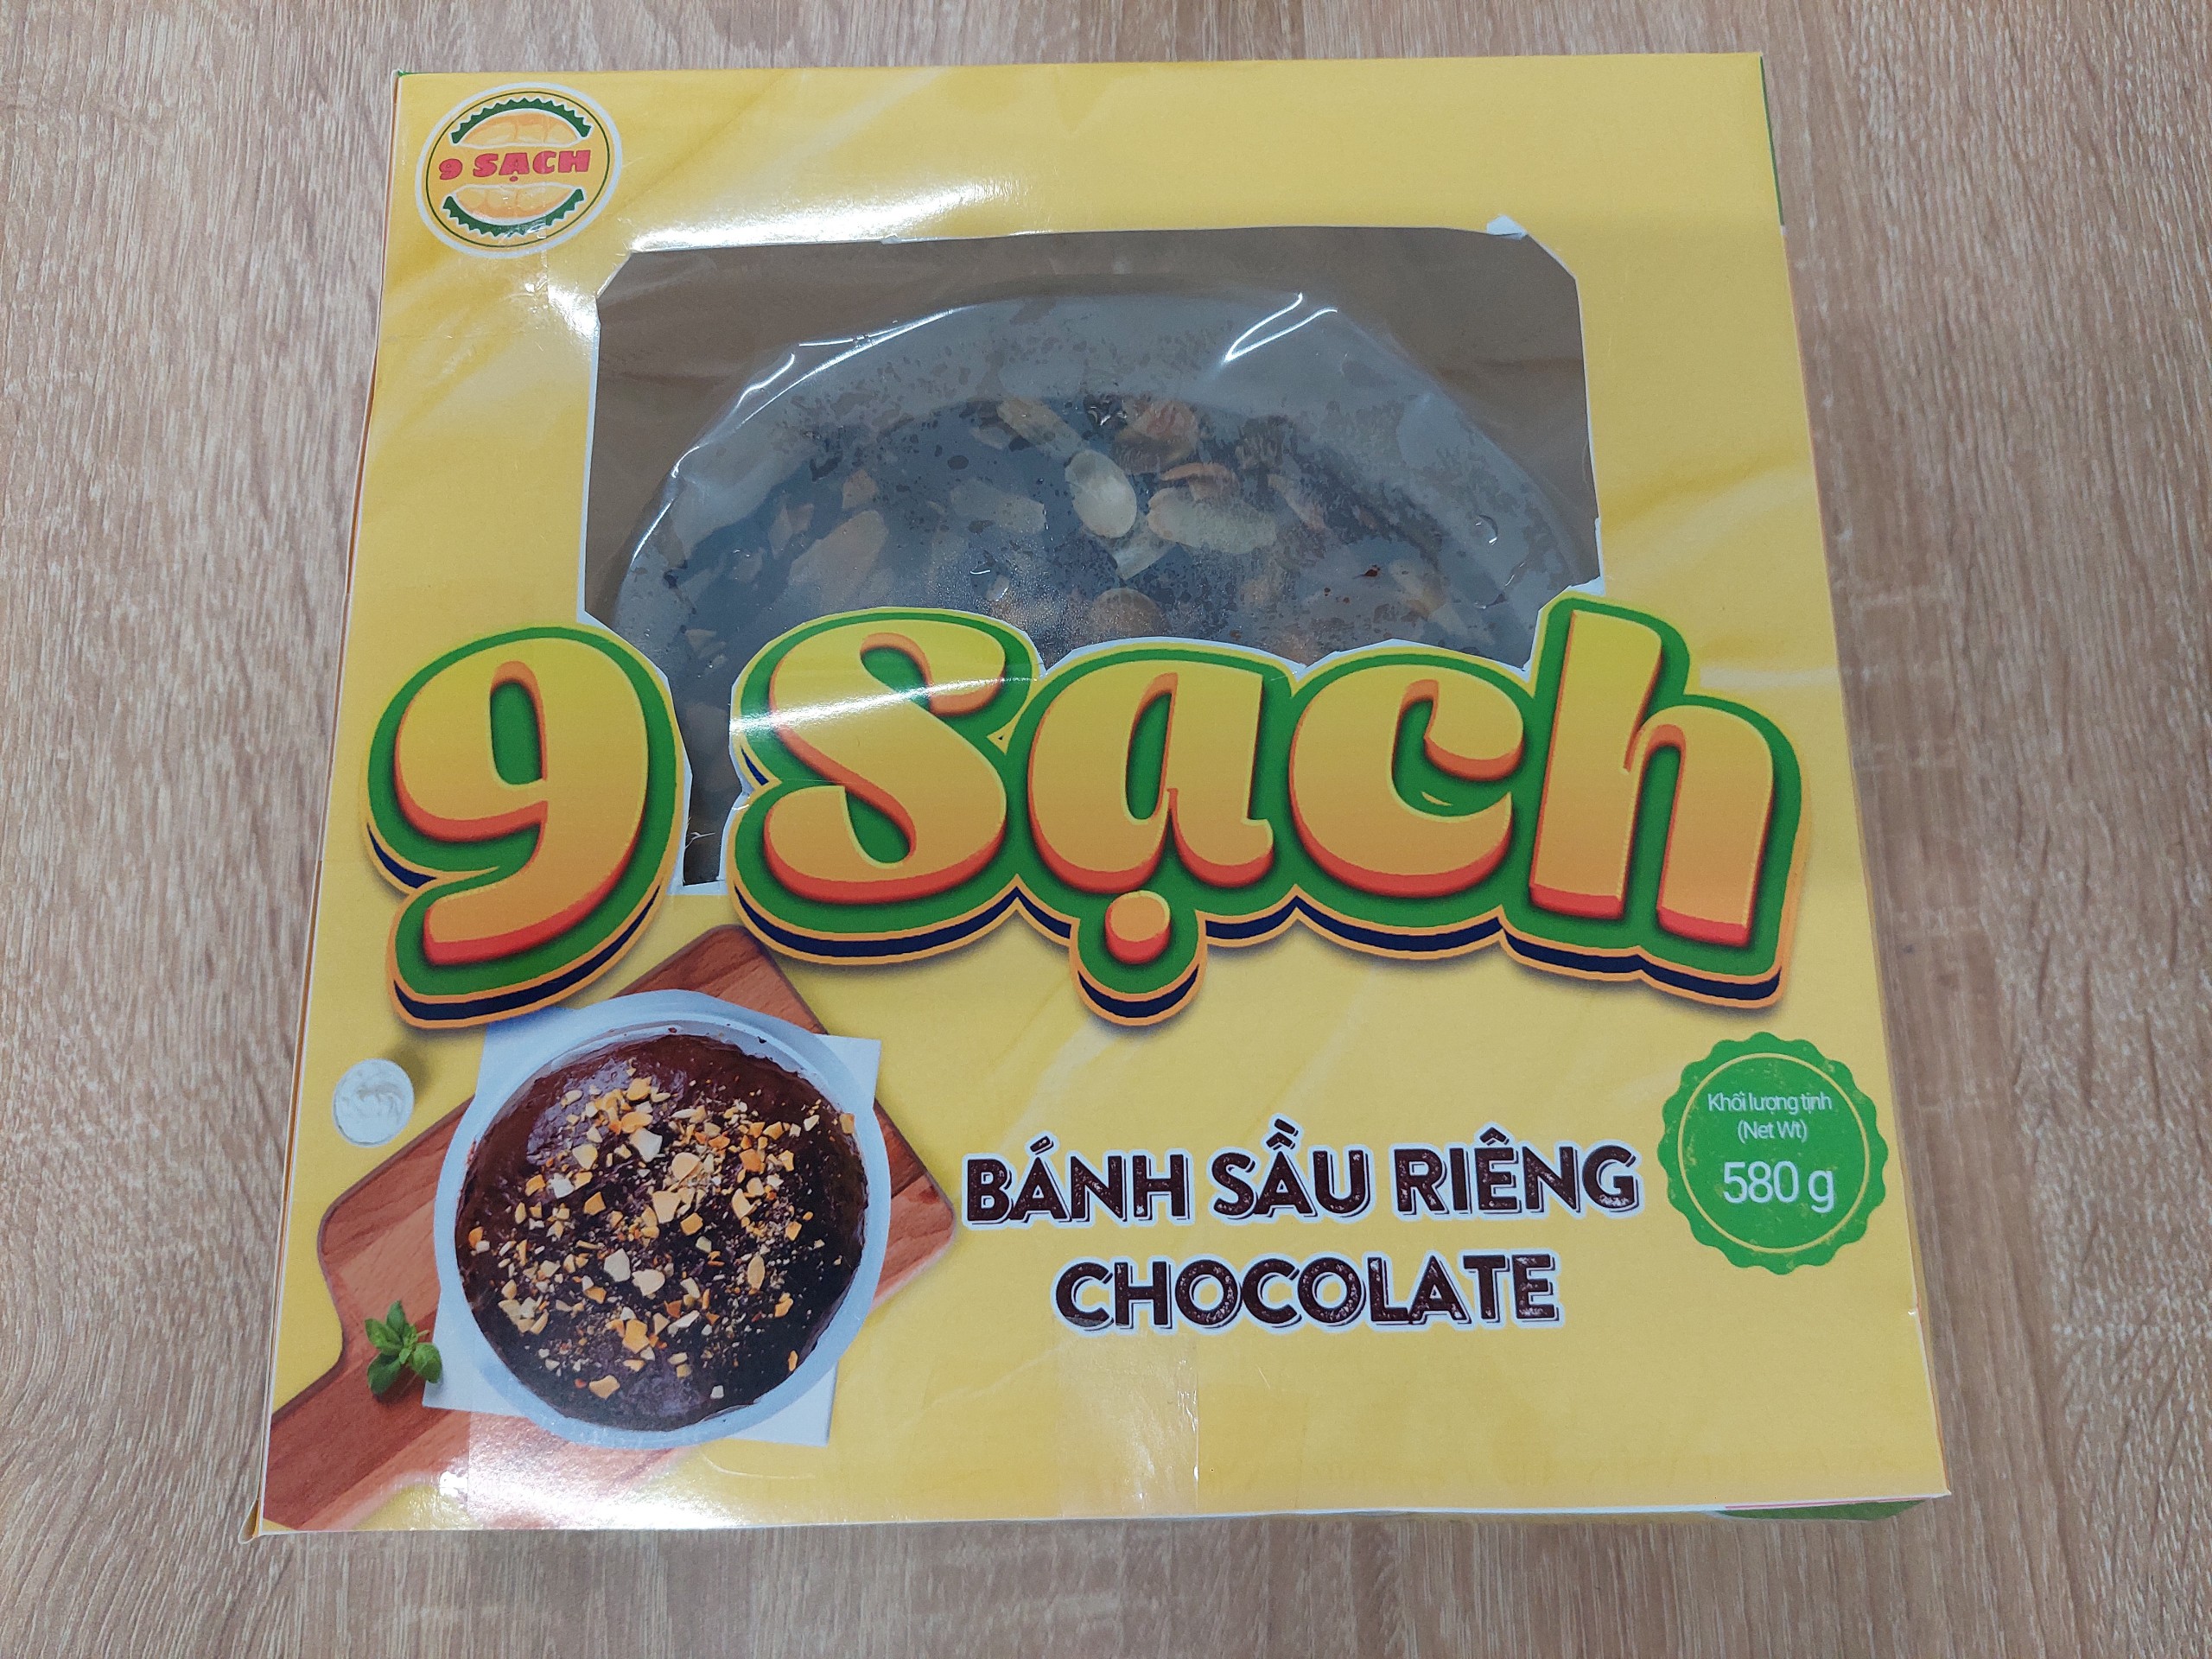 9 SẠCH
9 Sạch
Khối lượng tịnh
(Net Wt)
580 g
BÁNH SẦU RIÊNG
CHOCOLATE